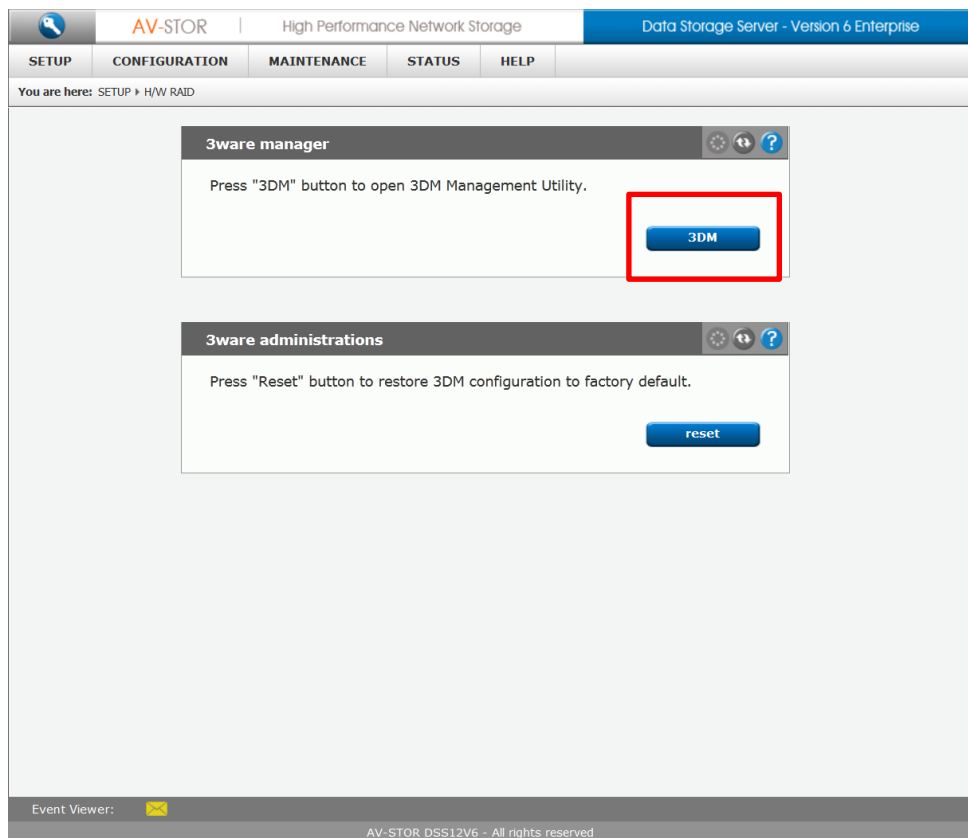 AV-STOR | High Performance Network Storage Data Storage Server - Version 6 Enterprise
SETUP CONFIGURATION MAINTENANCE STATUS HELP
You are here: SETUP ▸ H/W RAID
3ware manager ?
Press "3DM" button to open 3DM Management Utility.
3DM
3ware administrations ?
Press "Reset" button to restore 3DM configuration to factory default.
reset
Event Viewer:
AV-STOR DSS12V6 - All rights reserved